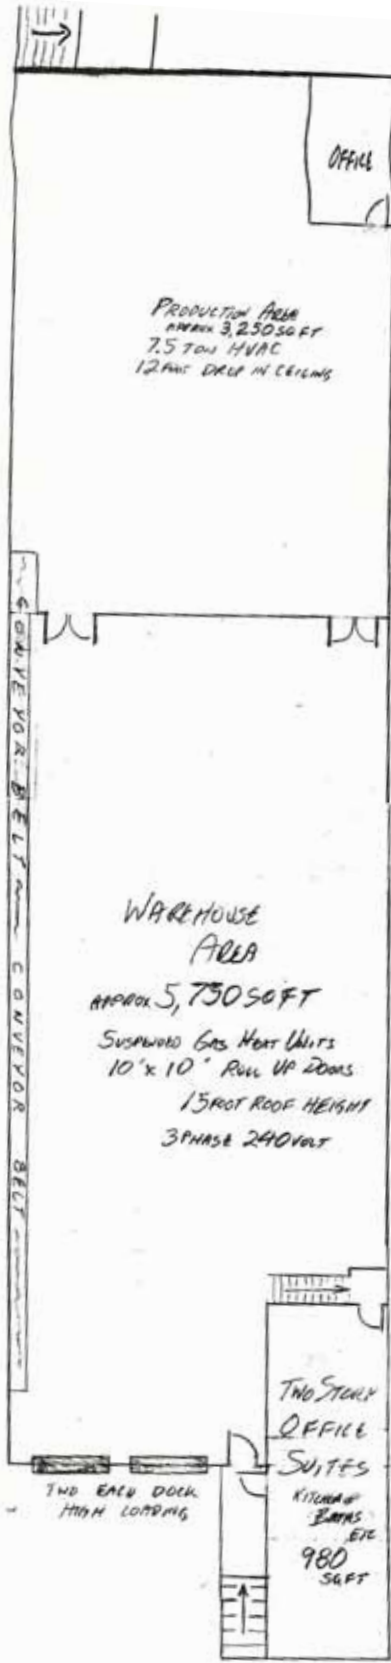 OFFICE
PRODUCTION AREA
APPROX 3,250 SQ FT
7.5 TON HVAC
12 FOOT DROP IN CEILING
CONVEYOR BELT CONVEYOR BELT
WAREHOUSE
AREA
APPROX 5,750 SQ FT
SUSPENDED GAS HEAT UNITS
10' x 10' ROLL UP DOORS
15 FOOT ROOF HEIGHT
3 PHASE 240 VOLT
TWO STORY
OFFICE
SUITES
KITCHEN
BATHS
ETC
980
SQ FT
TWO EACH DOCK
HIGH LOADING